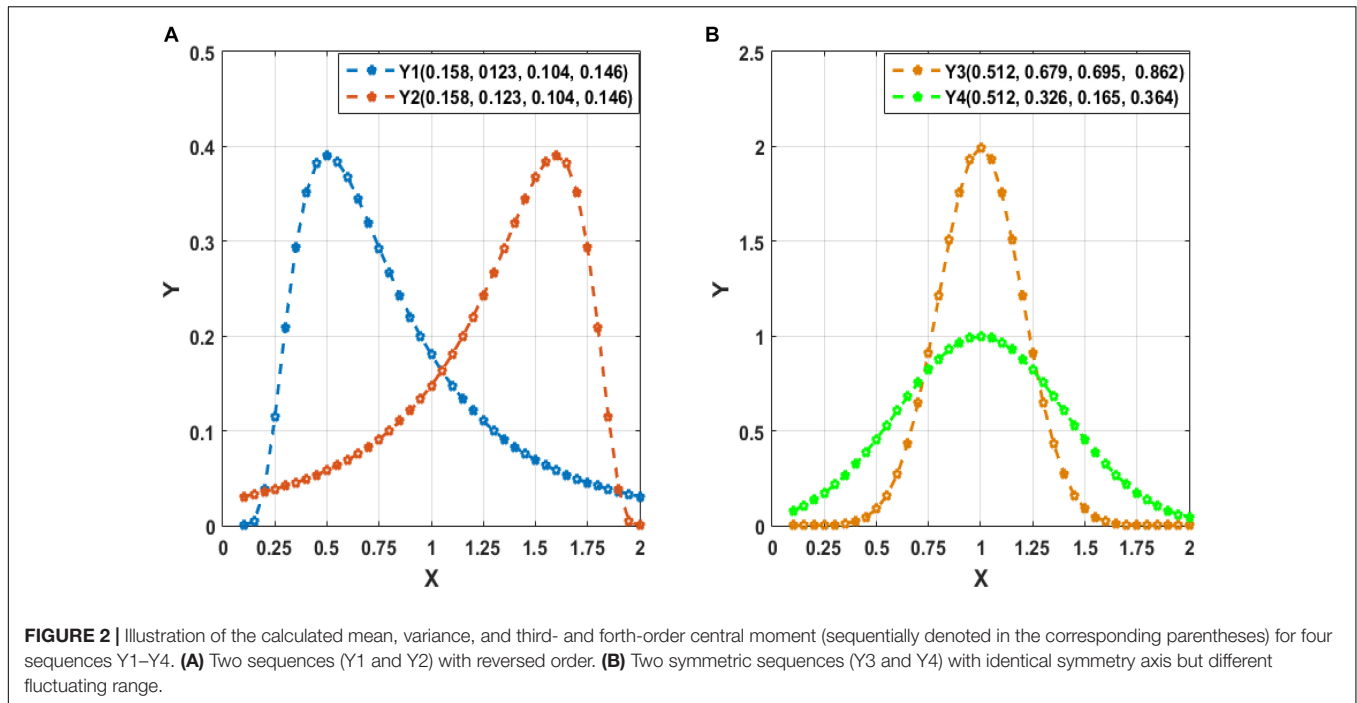 A
0.5
0.4
0.3
0.2
0.1
0
Y
Y1(0.158, 0123, 0.104, 0.146)
Y2(0.158, 0.123, 0.104, 0.146)
0 0.25 0.5 0.75 1 1.25 1.5 1.75 2
X
B
2.5
2
1.5
1
0.5
0
Y
Y3(0.512, 0.679, 0.695, 0.862)
Y4(0.512, 0.326, 0.165, 0.364)
0 0.25 0.5 0.75 1 1.25 1.5 1.75 2
X
FIGURE 2 | Illustration of the calculated mean, variance, and third- and forth-order central moment (sequentially denoted in the corresponding parentheses) for four
sequences Y1–Y4. (A) Two sequences (Y1 and Y2) with reversed order. (B) Two symmetric sequences (Y3 and Y4) with identical symmetry axis but different
fluctuating range.